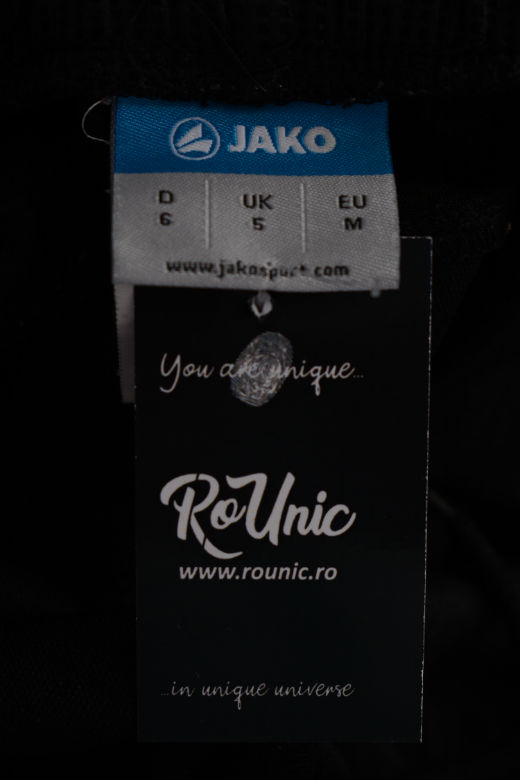 JAKO
D UK EU
6 5 M
www.jakosport.com
You are unique...
RoUnic
www.rounic.ro
...in unique universe